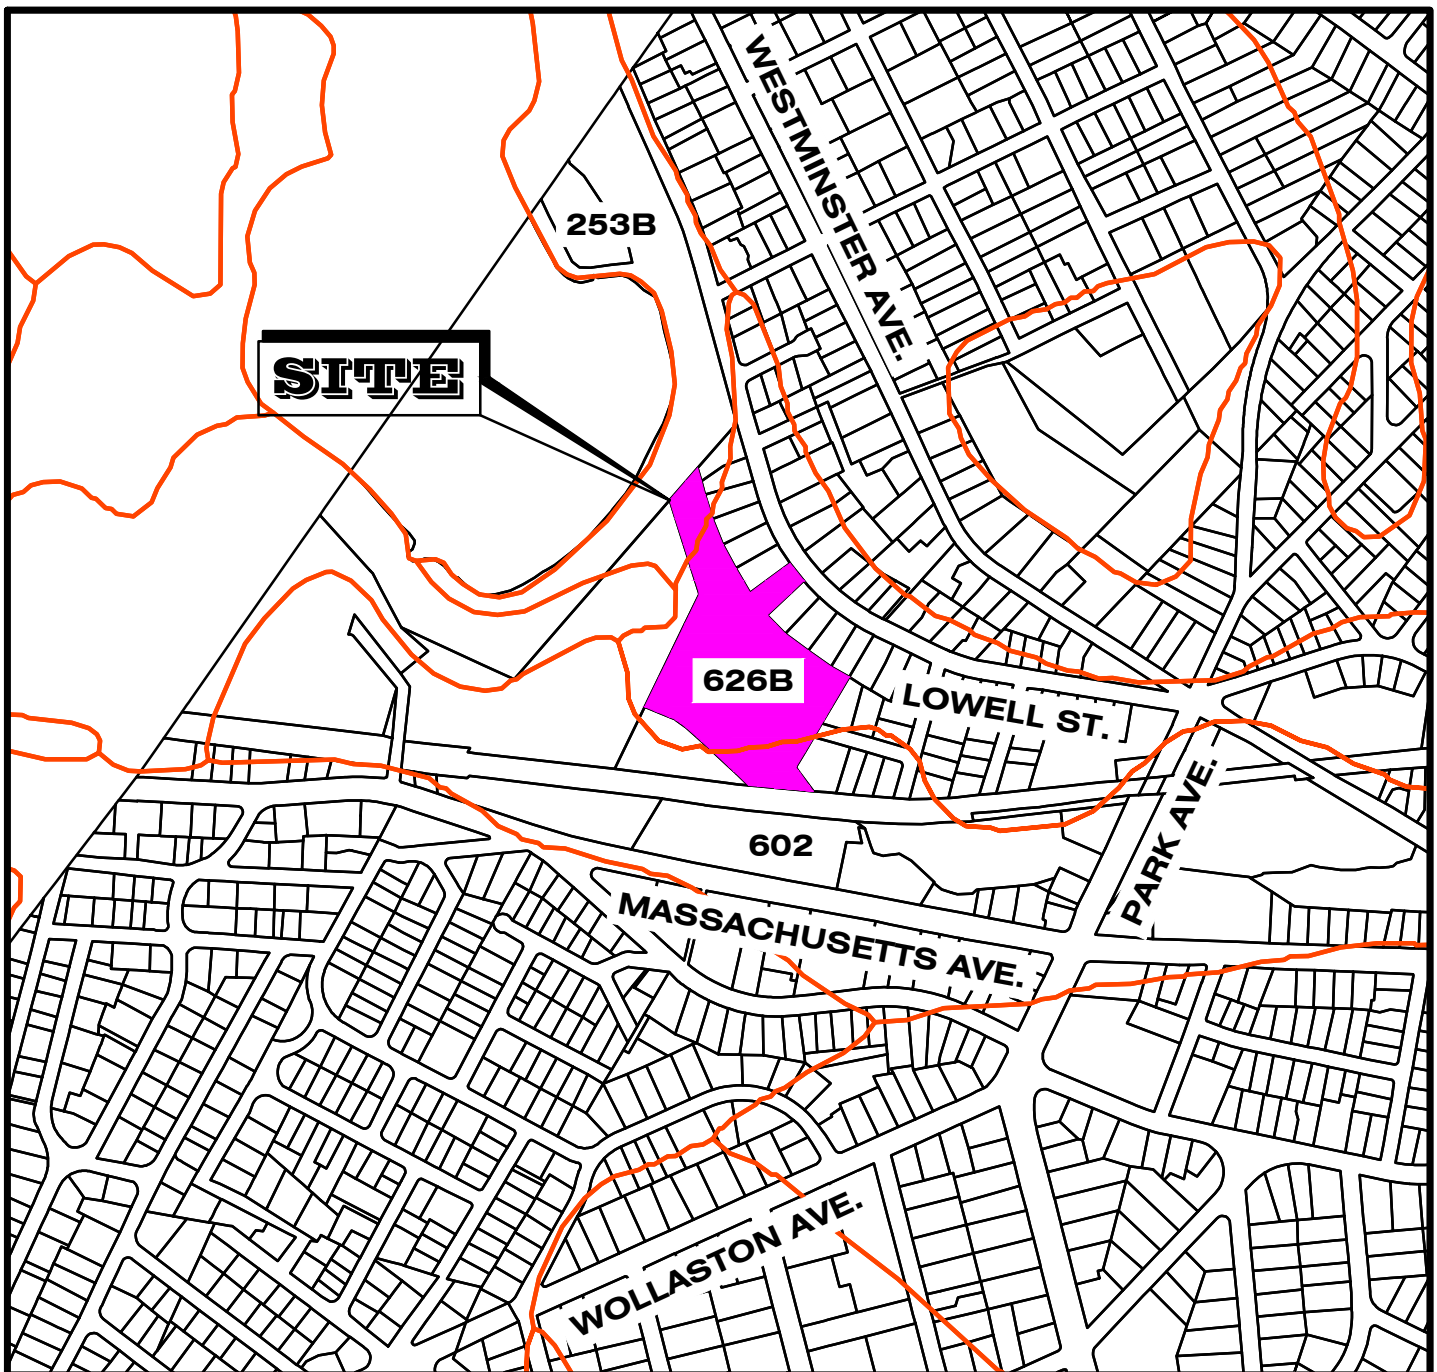 WESTMINSTER AVE.
253B
SITE
626B
LOWELL ST.
PARK AVE.
602
MASSACHUSETTS AVE.
WOLLASTON AVE.